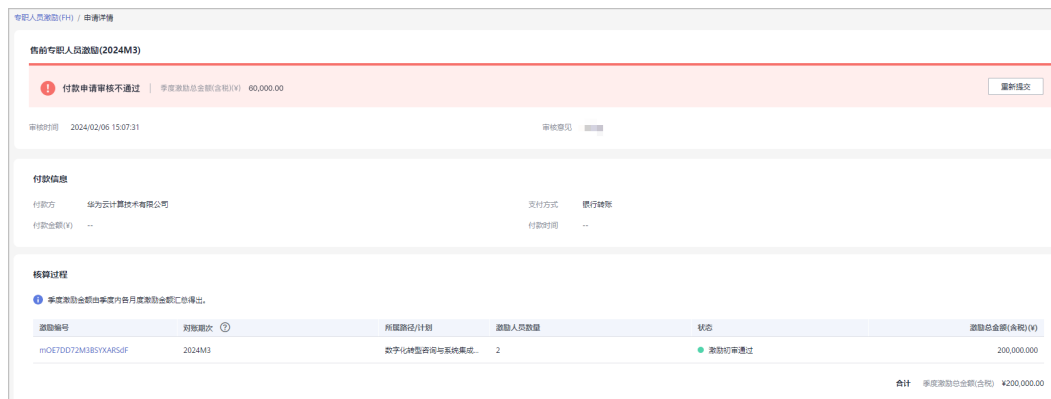 专职人员激励(FH) / 申请详情
售前专职人员激励(2024M3)
付款申请审核不通过 季度激励总金额(含税)(¥) 60,000.00 重新提交
审核时间 2024/02/06 15:07:31 审核意见
付款信息
付款方 华为云计算技术有限公司 支付方式 银行转账
付款金额(¥) -- 付款时间 --
核算过程
季度激励金额由季度内各月度激励金额汇总得出。
激励编号 对账期次 所属路径/计划 激励人员数量 状态 激励总金额(含税)(¥)
mOE7DD72M3BSYXARSdF 2024M3 数字化转型咨询与系统集成... 2 激励初审通过 200,000.000
合计 季度激励总金额(含税) ¥200,000.00